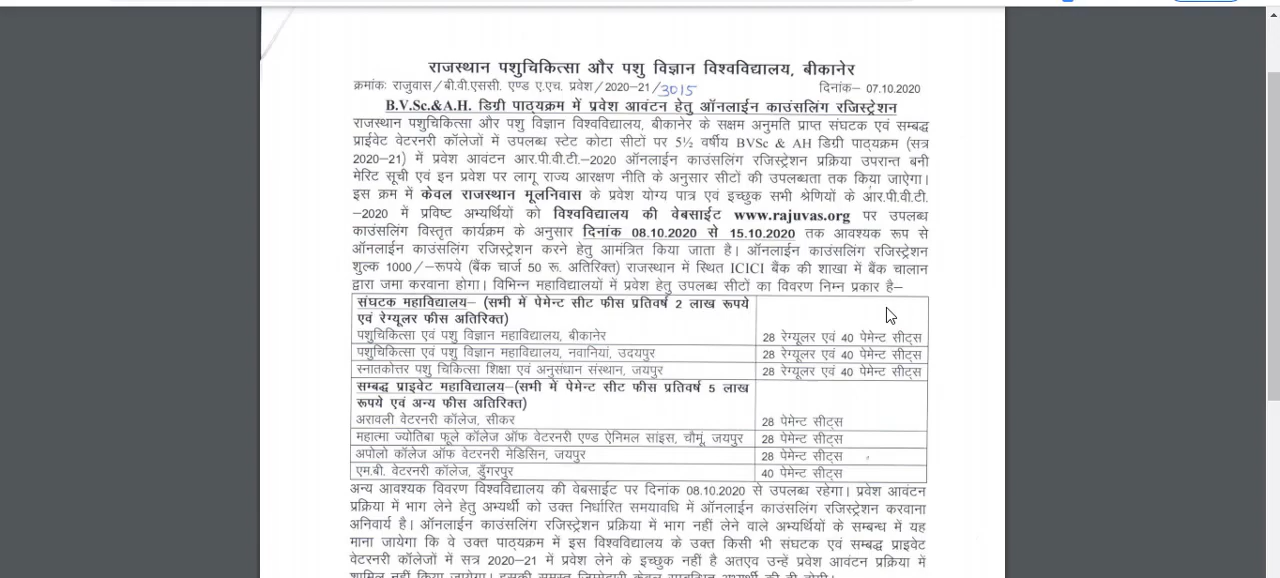 राजस्थान पशुचिकित्सा और पशु विज्ञान विश्वविद्यालय, बीकानेर
क्रमांकः राजुवास/बी.वी.एससी. एण्ड ए.एच. प्रवेश/2020-21/3015 दिनांक- 07.10.2020
B.V.Sc.&A.H. डिग्री पाठ्यक्रम में प्रवेश आवंटन हेतु ऑनलाईन काउंसलिंग रजिस्ट्रेशन
राजस्थान पशुचिकित्सा और पशु विज्ञान विश्वविद्यालय, बीकानेर के सक्षम अनुमति प्राप्त संघटक एवं सम्बद्ध
प्राईवेट वेटरनरी कॉलेजों में उपलब्ध स्टेट कोटा सीटों पर 5½ वर्षीय BVSc & AH डिग्री पाठ्यक्रम (सत्र
2020-21) में प्रवेश आवंटन आर.पी.वी.टी.-2020 ऑनलाईन काउंसलिंग रजिस्ट्रेशन प्रक्रिया उपरान्त बनी
मेरिट सूची एवं इन प्रवेश पर लागू राज्य आरक्षण नीति के अनुसार सीटों की उपलब्धता तक किया जाऐगा।
इस क्रम में केवल राजस्थान मूलनिवास के प्रवेश योग्य पात्र एवं इच्छुक सभी श्रेणियों के आर.पी.वी.टी.
-2020 में प्रविष्ट अभ्यर्थियों को विश्वविद्यालय की वेबसाईट www.rajuvas.org पर उपलब्ध
काउंसलिंग विस्तृत कार्यक्रम के अनुसार दिनांक 08.10.2020 से 15.10.2020 तक आवश्यक रूप से
ऑनलाईन काउंसलिंग रजिस्ट्रेशन करने हेतु आमंत्रित किया जाता है। ऑनलाईन काउंसलिंग रजिस्ट्रेशन
शुल्क 1000/-रूपये (बैंक चार्ज 50 रू. अतिरिक्त) राजस्थान में स्थित ICICI बैंक की शाखा में बैंक चालान
द्वारा जमा करवाना होगा। विभिन्न महाविद्यालयों में प्रवेश हेतु उपलब्ध सीटों का विवरण निम्न प्रकार है-
संघटक महाविद्यालय- (सभी में पेमेन्ट सीट फीस प्रतिवर्ष 2 लाख रूपये
एवं रेग्यूलर फीस अतिरिक्त)
पशुचिकित्सा एवं पशु विज्ञान महाविद्यालय, बीकानेर 28 रेग्यूलर एवं 40 पेमेन्ट सीट्स
पशुचिकित्सा एवं पशु विज्ञान महाविद्यालय, नवानियां, उदयपुर 28 रेग्यूलर एवं 40 पेमेन्ट सीट्स
स्नातकोत्तर पशु चिकित्सा शिक्षा एवं अनुसंधान संस्थान, जयपुर 28 रेग्यूलर एवं 40 पेमेन्ट सीट्स
सम्बद्ध प्राईवेट महाविद्यालय-(सभी में पेमेन्ट सीट फीस प्रतिवर्ष 5 लाख
रूपये एवं अन्य फीस अतिरिक्त)
अरावली वेटरनरी कॉलेज, सीकर 28 पेमेन्ट सीट्स
महात्मा ज्योतिबा फूले कॉलेज ऑफ वेटरनरी एण्ड ऐनिमल सांइस, चौमूं, जयपुर 28 पेमेन्ट सीट्स
अपोलो कॉलेज ऑफ वेटरनरी मेडिसिन, जयपुर 28 पेमेन्ट सीट्स
एम.बी. वेटरनरी कॉलेज, डुँगरपुर 40 पेमेन्ट सीट्स
अन्य आवश्यक विवरण विश्वविद्यालय की वेबसाईट पर दिनांक 08.10.2020 से उपलब्ध रहेगा। प्रवेश आवंटन
प्रक्रिया में भाग लेने हेतु अभ्यर्थी को उक्त निर्धारित समयावधि में ऑनलाईन काउंसलिंग रजिस्ट्रेशन करवाना
अनिवार्य है। ऑनलाईन काउंसलिंग रजिस्ट्रेशन प्रक्रिया में भाग नहीं लेने वाले अभ्यर्थियों के सम्बन्ध में यह
माना जायेगा कि वे उक्त पाठ्यक्रम में इस विश्वविद्यालय के उक्त किसी भी संघटक एवं सम्बद्ध प्राइवेट
वेटरनरी कॉलेजों में सत्र 2020-21 में प्रवेश लेने के इच्छुक नहीं है अतएव उन्हें प्रवेश आवंटन प्रक्रिया में
शामिल नहीं किया जायेगा। इसकी समस्त जिम्मेदारी केवल सम्बन्धित अभ्यर्थी की ही होगी।